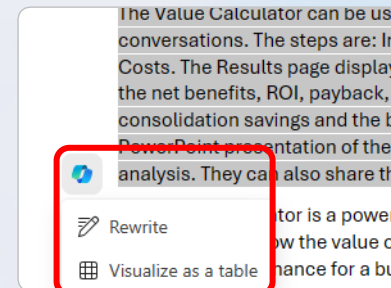 The Value Calculator can be us
conversations. The steps are: I
Costs. The Results page display
the net benefits, ROI, payback,
consolidation savings and the b
PowerPoint presentation of the
analysis. They can also share th
Rewrite
Visualize as a table
tor is a power
ow the value o
nance for a bu